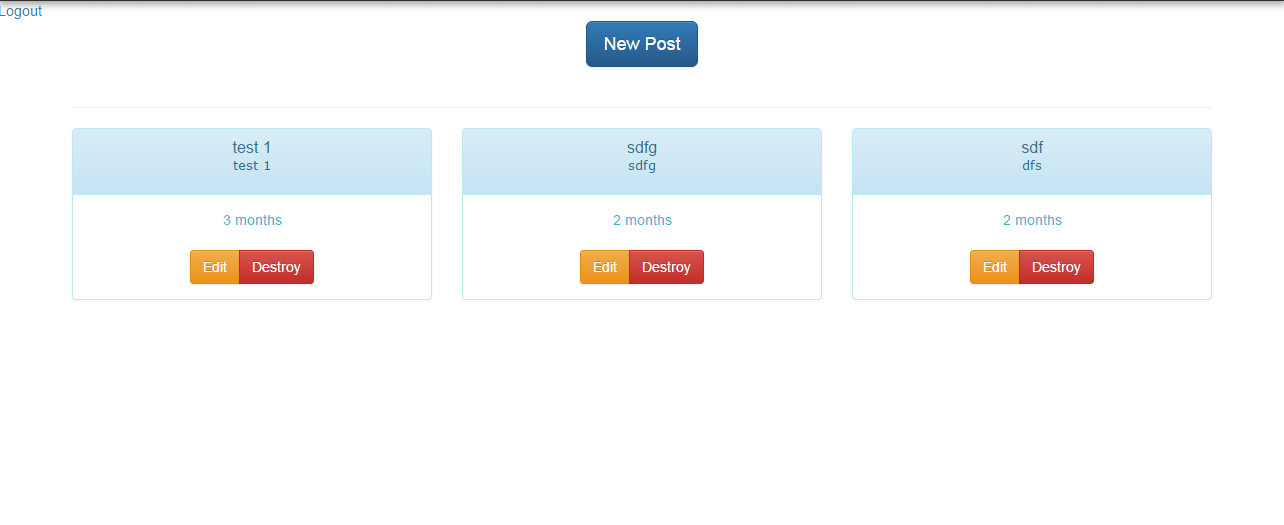 Logout
New Post
test 1
test 1
3 months
Edit Destroy
sdfg
sdfg
2 months
Edit Destroy
sdf
dfs
2 months
Edit Destroy